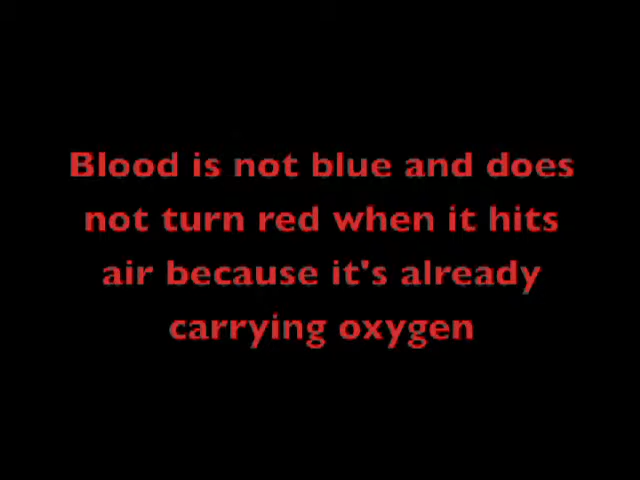 Blood is not blue and does
not turn red when it hits
air because it's already
carrying oxygen